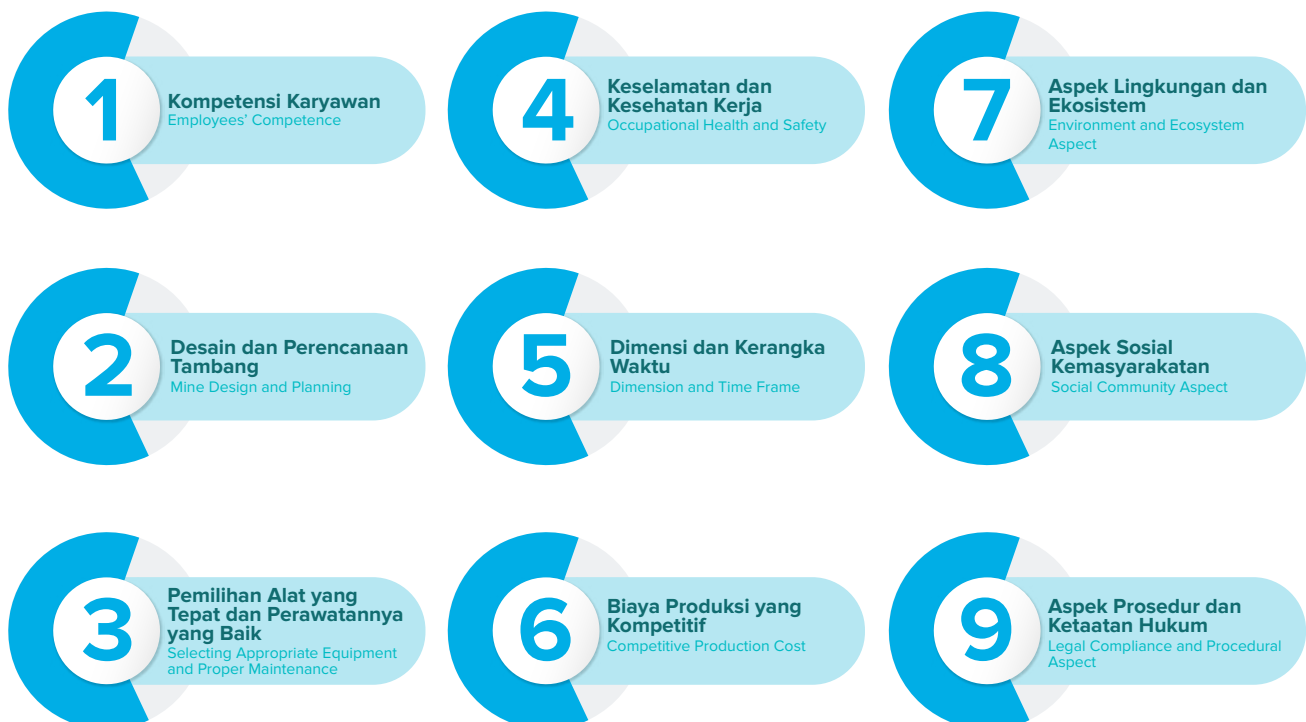 1
Kompetensi Karyawan
Employees' Competence
2
Desain dan Perencanaan
Tambang
Mine Design and Planning
3
Pemilihan Alat yang
Tepat dan Perawatannya
yang Baik
Selecting Appropriate Equipment
and Proper Maintenance
4
Keselamatan dan
Kesehatan Kerja
Occupational Health and Safety
5
Dimensi dan Kerangka
Waktu
Dimension and Time Frame
6
Biaya Produksi yang
Kompetitif
Competitive Production Cost
7
Aspek Lingkungan dan
Ekosistem
Environment and Ecosystem
Aspect
8
Aspek Sosial
Kemasyarakatan
Social Community Aspect
9
Aspek Prosedur dan
Ketaatan Hukum
Legal Compliance and Procedural
Aspect